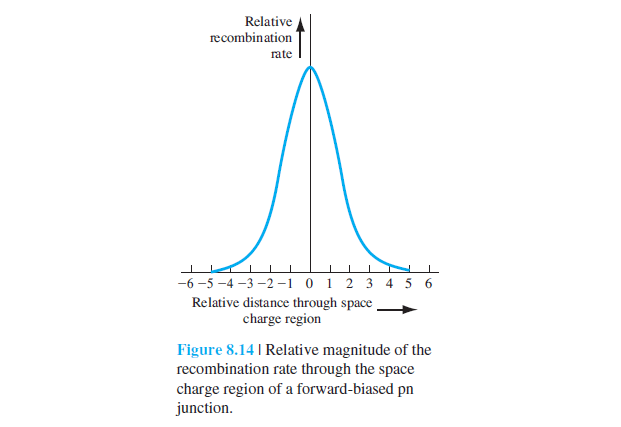 Relative
recombination
rate
-6 -5 -4 -3 -2 -1 0 1 2 3 4 5 6
Relative distance through space
charge region
Figure 8.14 | Relative magnitude of the
recombination rate through the space
charge region of a forward-biased pn
junction.